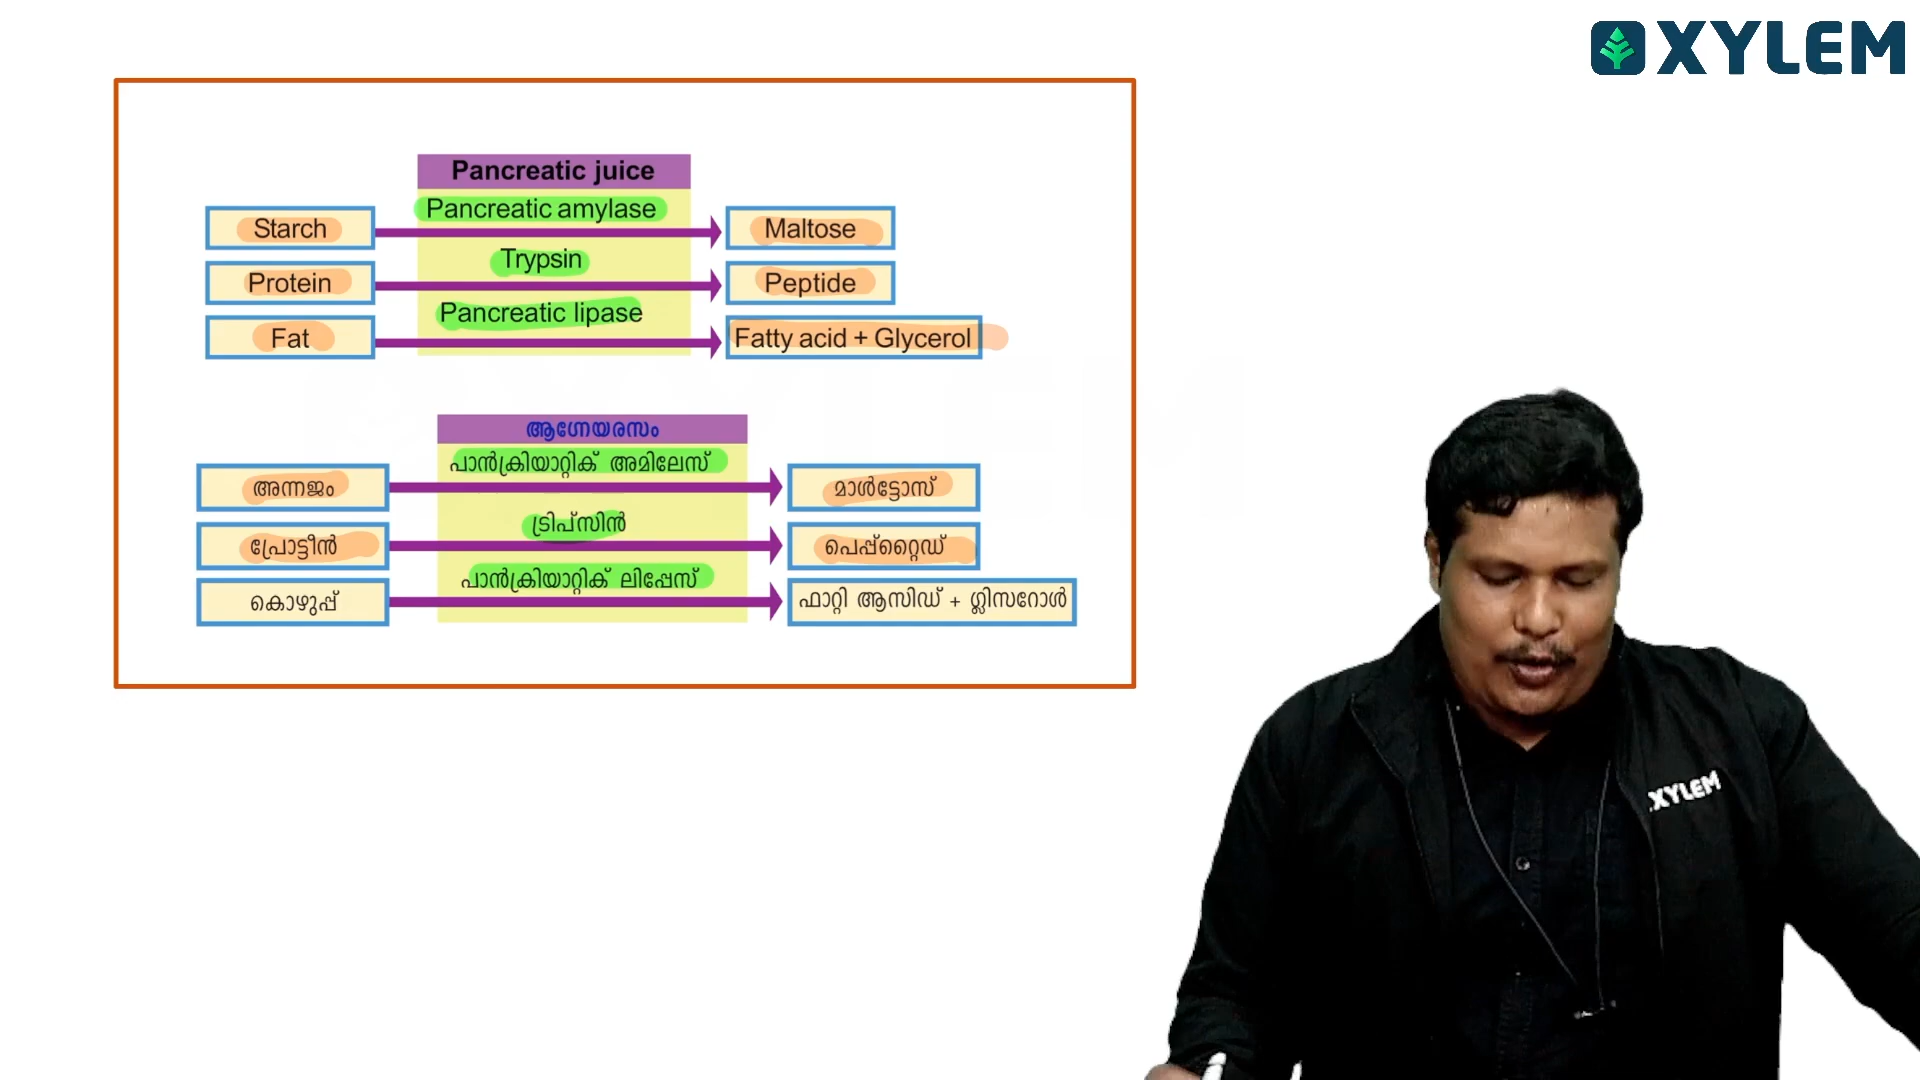 XYLEM
Pancreatic juice
Pancreatic amylase
Starch
Maltose
Trypsin
Protein
Peptide
Pancreatic lipase
Fat
Fatty acid + Glycerol
ആഗ്നേയരസം
പാൻക്രിയാറ്റിക് അമിലേസ്
അന്നജം
മാൾട്ടോസ്
ട്രിപ്സിൻ
പ്രോട്ടീൻ
പെപ്റ്റൈഡ്
പാൻക്രിയാറ്റിക് ലിപ്പേസ്
കൊഴുപ്പ്
ഫാറ്റി ആസിഡ് + ഗ്ലിസറോൾ
XYLEM